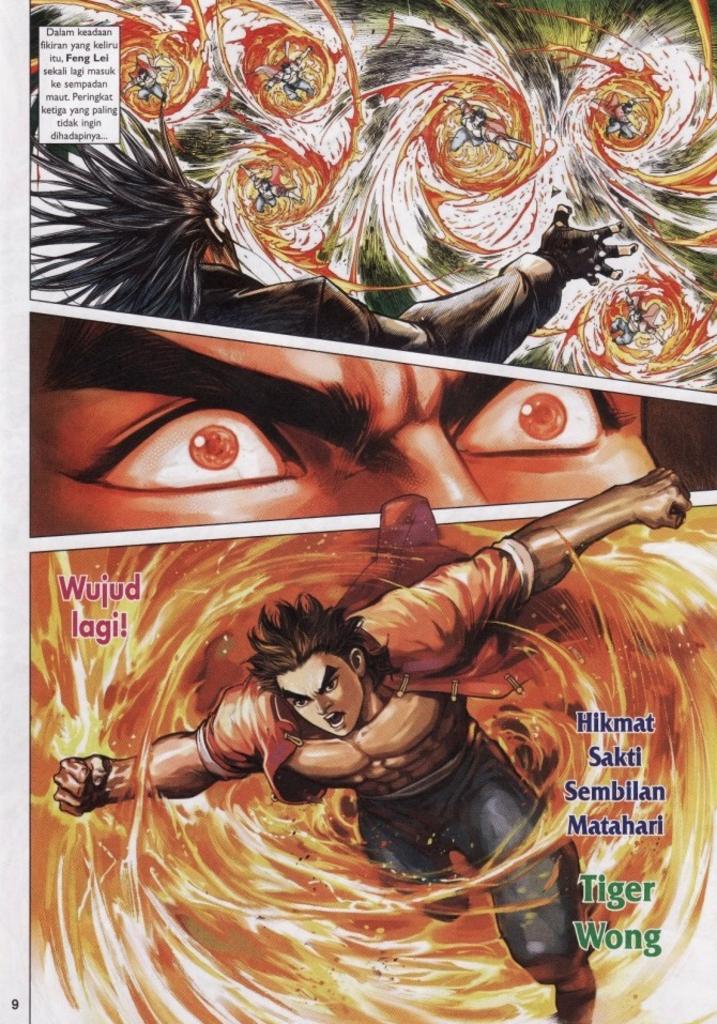 Dalam keadaan
fikiran yang keliru
itu, Feng Lei
sekali lagi masuk
ke sempadan
maut. Peringkat
ketiga yang paling
tidak ingin
dihadapinya...
Wujud
lagi!
Hikmat
Sakti
Sembilan
Matahari
Tiger
Wong
9